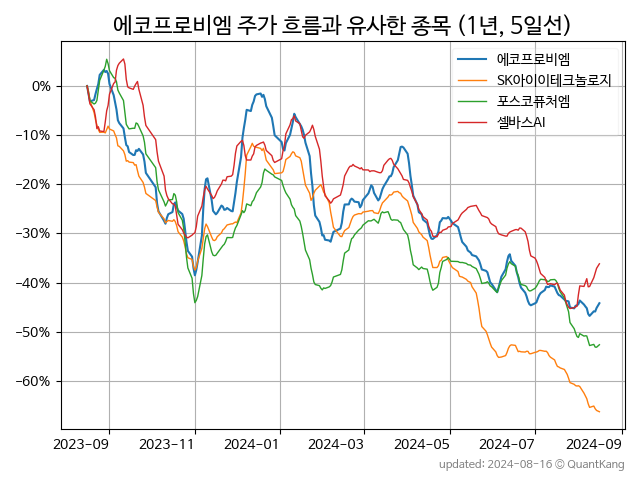 에코프로비엠 주가 흐름과 유사한 종목 (1년, 5일선)
에코프로비엠
SK아이이테크놀로지
포스코퓨처엠
셀바스AI
0%
−10%
−20%
−30%
−40%
−50%
−60%
2023-09 2023-11 2024-01 2024-03 2024-05 2024-07 2024-09
updated: 2024-08-16 © QuantKang